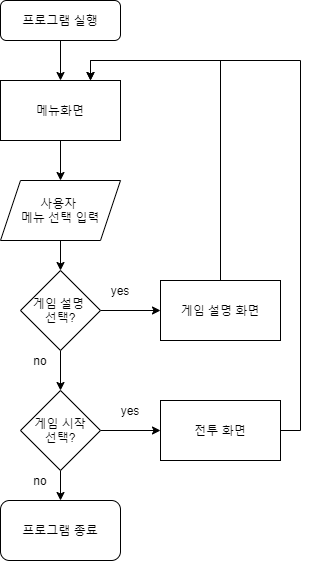 프로그램 실행
메뉴화면
사용자
메뉴 선택 입력
게임 설명
선택?
yes
게임 설명 화면
no
게임 시작
선택?
yes
전투 화면
no
프로그램 종료